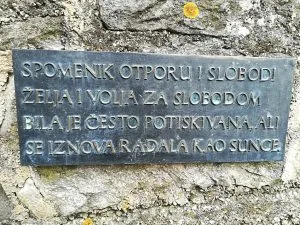 SPOMENIK OTPORU I SLOBODI
ŽELJA I VOLJA ZA SLOBODOM
BILA JE ČESTO POTISKIVANA, ALI
SE IZNOVA RAĐALA KAO SUNCE.